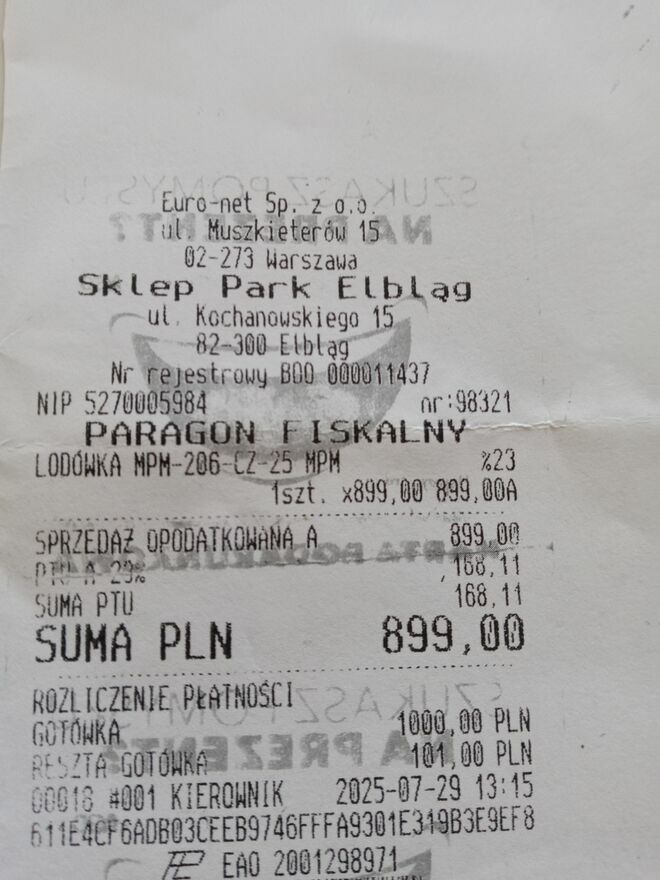 Euro-net Sp. z o.o.
ul. Muszkieterów 15
02-273 Warszawa
Sklep Park Elbląg
ul. Kochanowskiego 15
82-300 Elbląg
Nr rejestrowy BDO 000011437
NIP 5270005984 nr:98321
PARAGON FISKALNY
LODÓWKA MPM-206-CZ-25 MPM %23
1szt. x899,00 899,00A
SPRZEDAŻ OPODATKOWANA A 899,00
PTU A 23% 168,11
SUMA PTU 168,11
SUMA PLN 899,00
ROZLICZENIE PŁATNOŚCI
GOTÓWKA 1000,00 PLN
RESZTA GOTÓWKA 101,00 PLN
00018 #001 KIEROWNIK 2025-07-29 13:15
611E4CF6ADB03CEEB9746FFFA9301E319B3E9EF8
EAO 2001298971